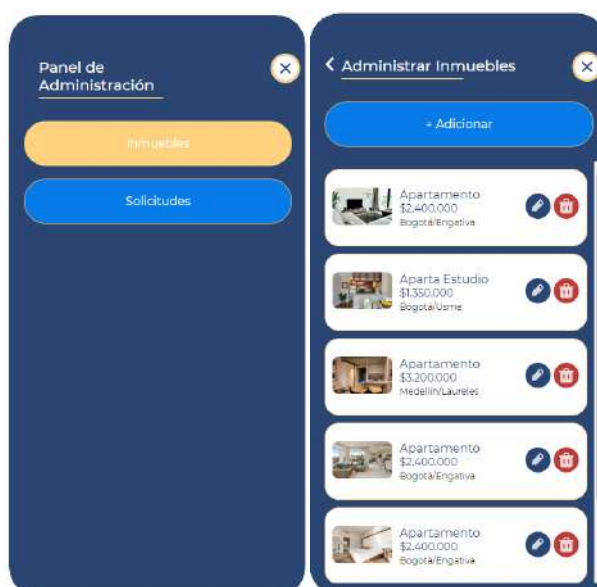 Panel de
Administración
Inmuebles
Solicitudes
Administrar Inmuebles
+ Adicionar
Apartamento
$2.400.000
Bogotá/Engativa
Aparta Estudio
$1.350.000
Bogotá/Usme
Apartamento
$3.200.000
Medellin/Laureles
Apartamento
$2.400.000
Bogotá/Engativa
Apartamento
$2.400.000
Bogotá/Engativa